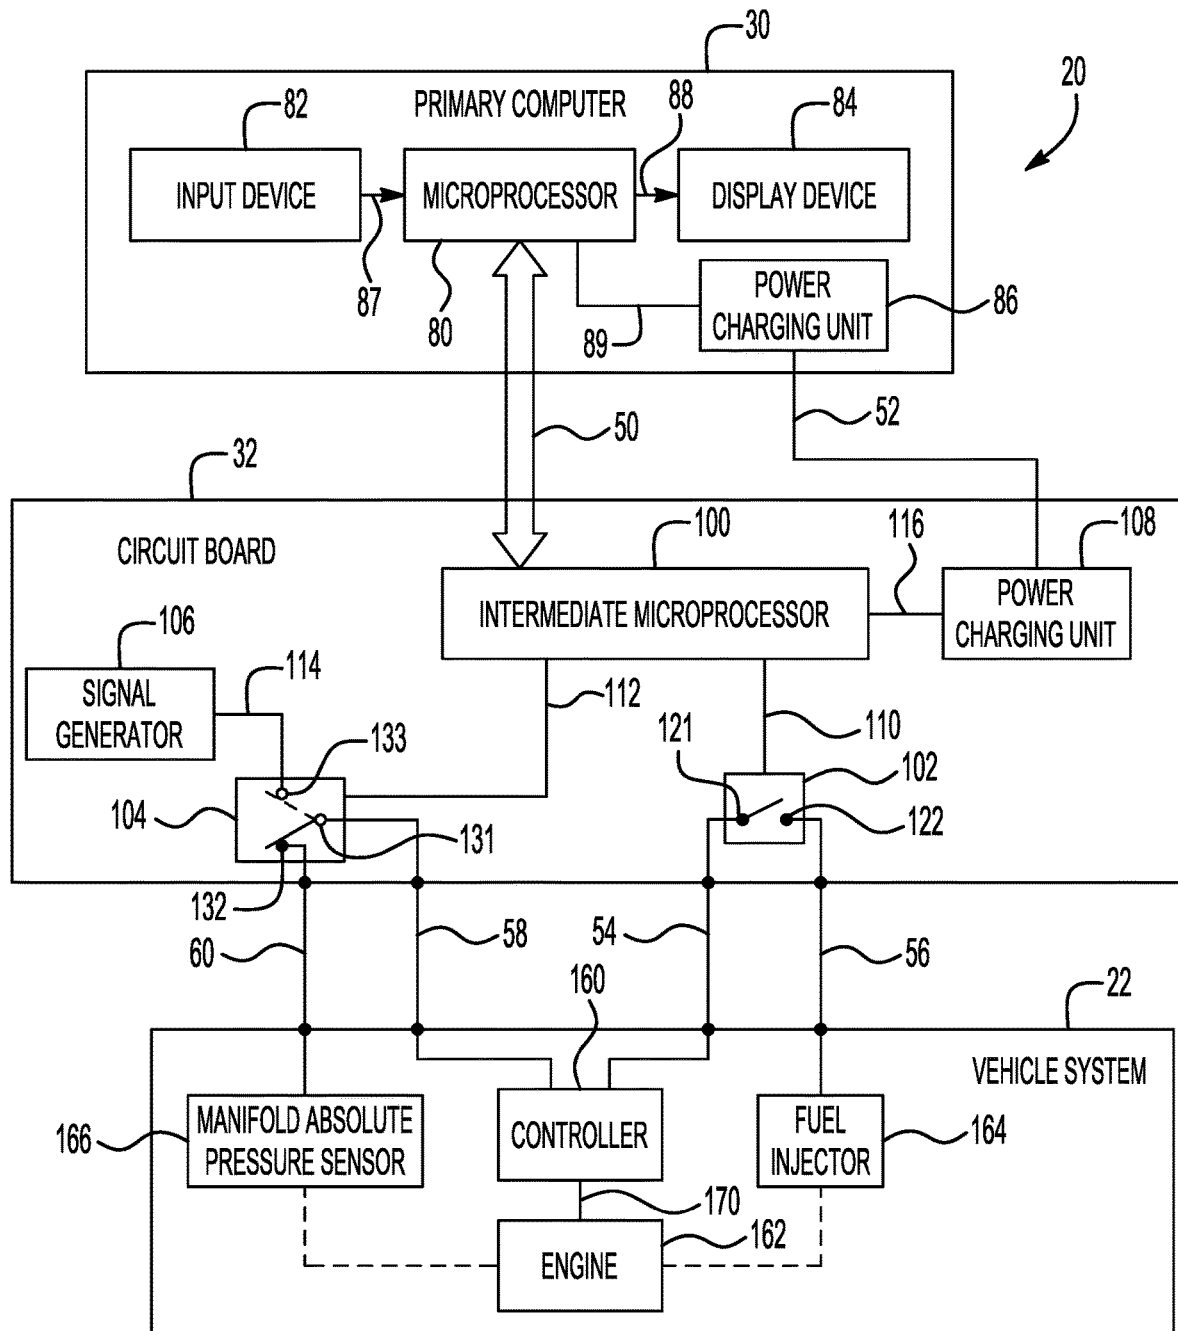 30
20
PRIMARY COMPUTER
82
88
84
INPUT DEVICE
MICROPROCESSOR
DISPLAY DEVICE
87
80
89
POWER
CHARGING UNIT
86
50
52
32
CIRCUIT BOARD
100
116
108
INTERMEDIATE MICROPROCESSOR
POWER
CHARGING UNIT
106
SIGNAL
GENERATOR
114
112
110
133
121
102
104
131
122
132
60
58
54
56
160
22
VEHICLE SYSTEM
166
MANIFOLD ABSOLUTE
PRESSURE SENSOR
CONTROLLER
FUEL
INJECTOR
164
170
162
ENGINE